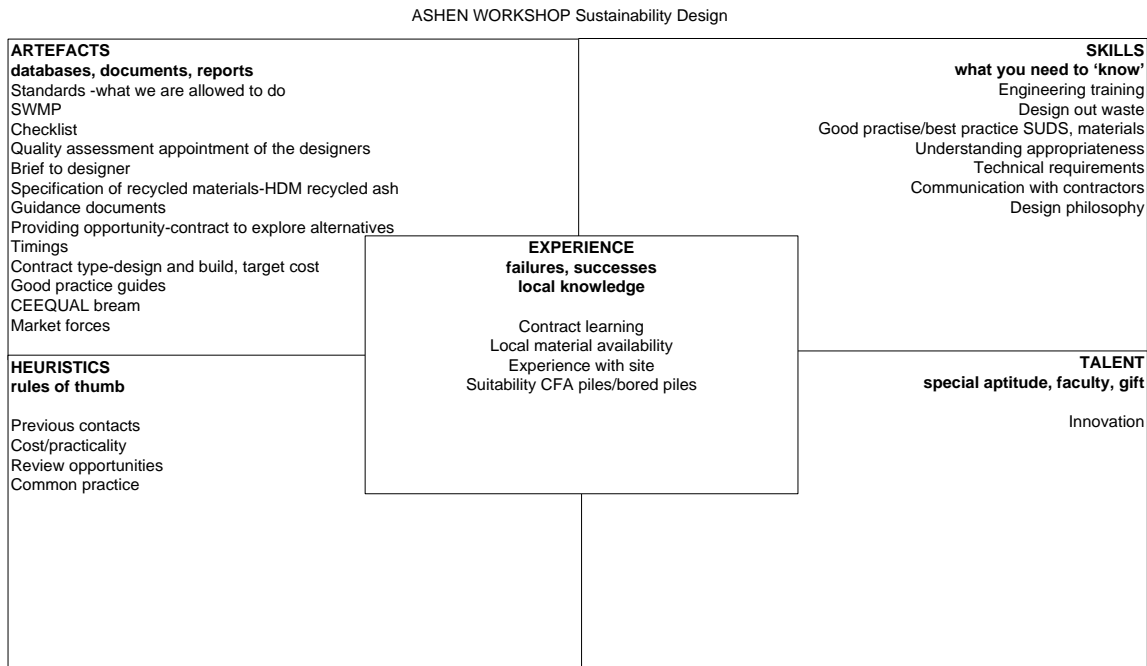 ASHEN WORKSHOP Sustainability Design
ARTEFACTS
databases, documents, reports
Standards -what we are allowed to do
SWMP
Checklist
Quality assessment appointment of the designers
Brief to designer
Specification of recycled materials-HDM recycled ash
Guidance documents
Providing opportunity-contract to explore alternatives
Timings
Contract type-design and build, target cost
Good practice guides
CEEQUAL bream
Market forces
SKILLS
what you need to ‘know’
Engineering training
Design out waste
Good practise/best practice SUDS, materials
Understanding appropriateness
Technical requirements
Communication with contractors
Design philosophy
EXPERIENCE
failures, successes
local knowledge
Contract learning
Local material availability
Experience with site
Suitability CFA piles/bored piles
HEURISTICS
rules of thumb
Previous contacts
Cost/practicality
Review opportunities
Common practice
TALENT
special aptitude, faculty, gift
Innovation